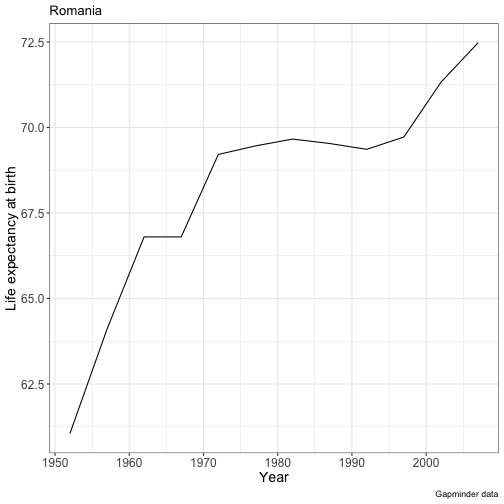 Romania
72.5
70.0
67.5
65.0
62.5
Life expectancy at birth
1950 1960 1970 1980 1990 2000
Year
Gapminder data